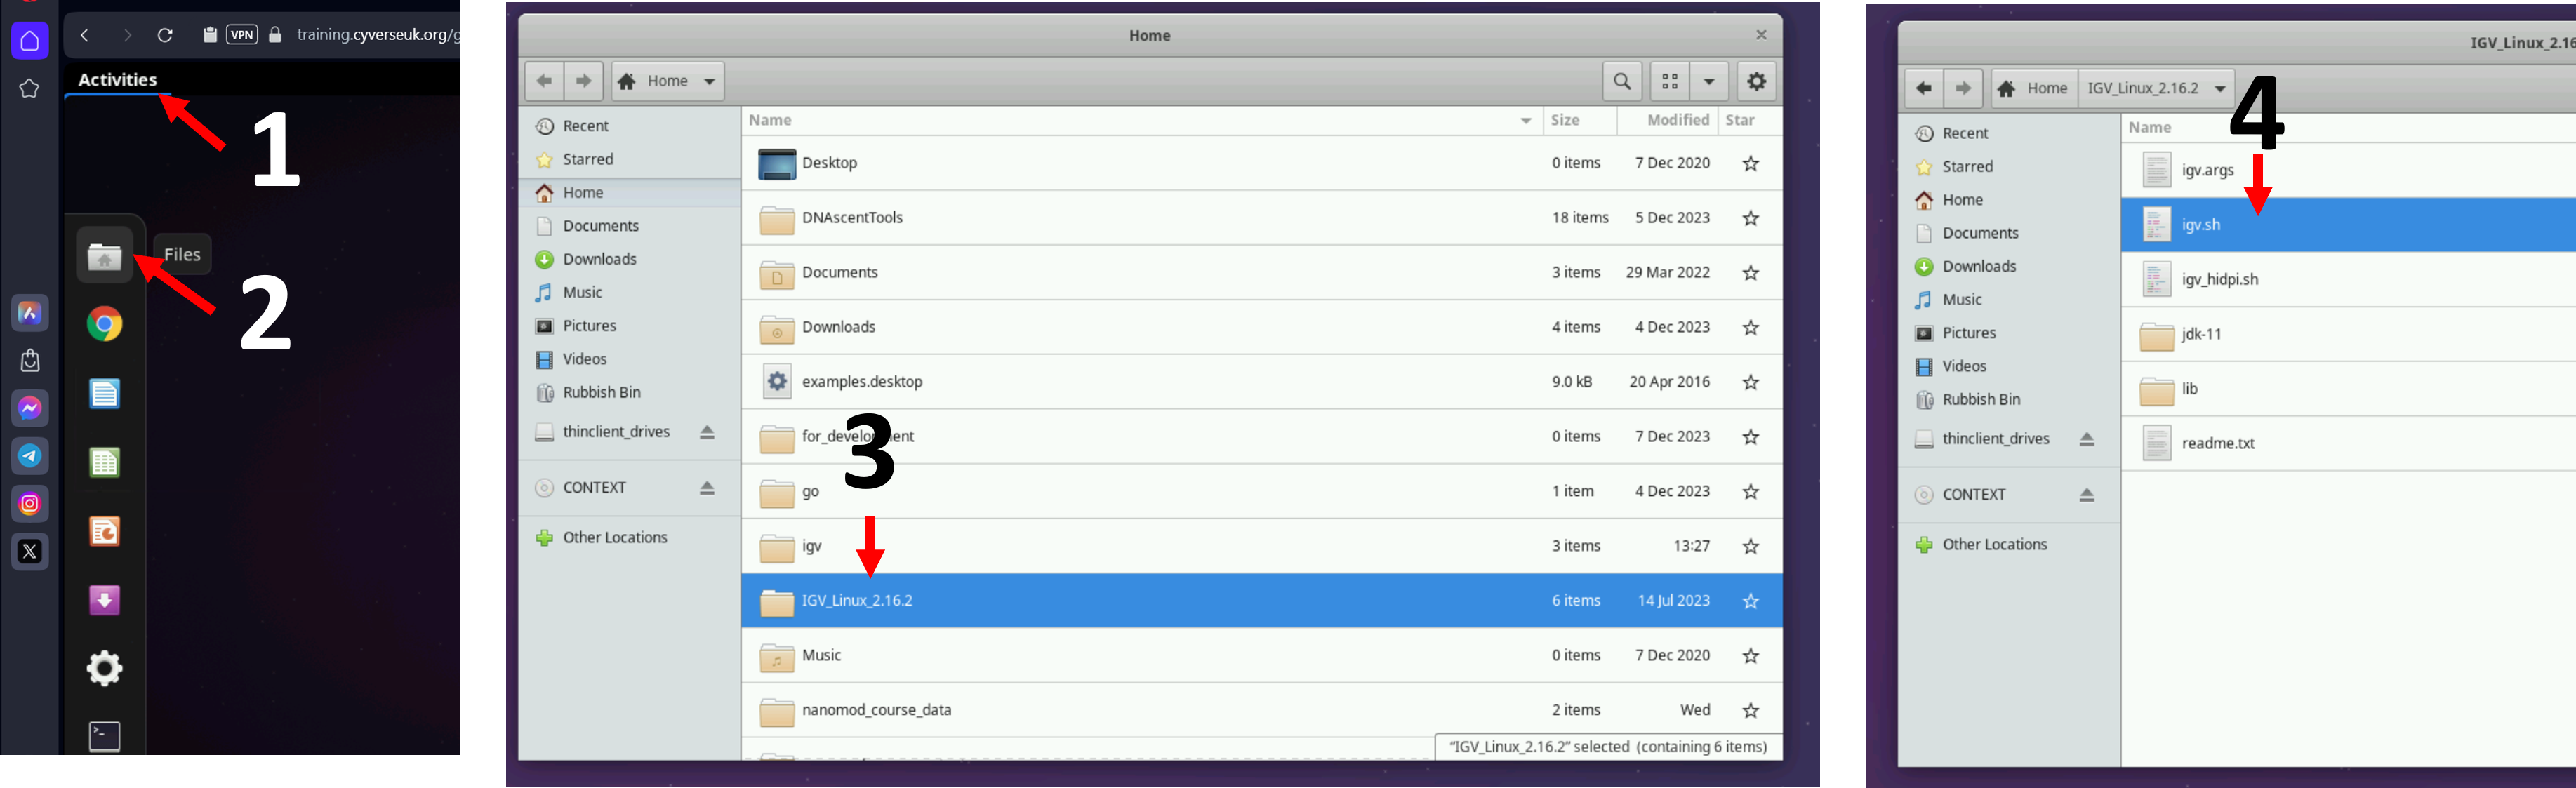 VPN
training.cyverseuk.org/g
Activities
1
Files
2
Home
Home
Recent
Starred
Home
Documents
Downloads
Music
Pictures
Videos
Rubbish Bin
thinclient_drives
CONTEXT
Other Locations
Name Size Modified Star
Desktop 0 items 7 Dec 2020
DNAscentTools 18 items 5 Dec 2023
Documents 3 items 29 Mar 2022
Downloads 4 items 4 Dec 2023
examples.desktop 9.0 kB 20 Apr 2016
for_development 0 items 7 Dec 2023
3
go 1 item 4 Dec 2023
igv 3 items 13:27
IGV_Linux_2.16.2 6 items 14 Jul 2023
Music 0 items 7 Dec 2020
nanomod_course_data 2 items Wed
"IGV_Linux_2.16.2" selected (containing 6 items)
IGV_Linux_2.16
Home IGV_Linux_2.16.2
4
Recent
Starred
Home
Documents
Downloads
Music
Pictures
Videos
Rubbish Bin
thinclient_drives
CONTEXT
Other Locations
Name
igv.args
igv.sh
igv_hidpi.sh
jdk-11
lib
readme.txt